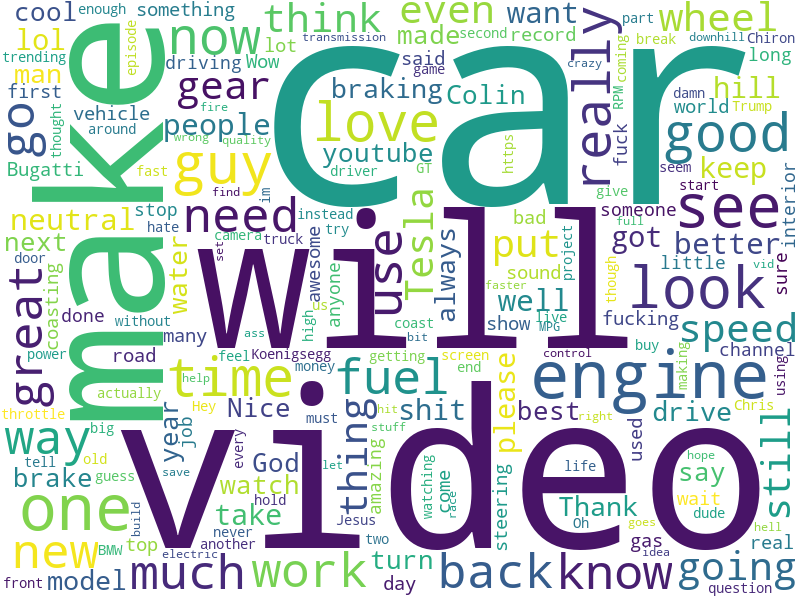 cool
enough
something
think
even
want
wheel
lol
trending
episode
now
lot
transmission
made
second
record
part
break
downhill
Chiron
man
driving
Wow
said
game
crazy
RPM
coming
long
first
go
thought
vehicle
gear
car
braking
Colin
really
hill
around
fire
people
love
fuck
world
Trump
damn
good
Bugatti
make
wrong
quality
guy
youtube
https
seem
keep
fast
driver
GT
give
start
interior
neutral
stop
find
im
instead
Tesla
bad
someone
full
see
hate
need
try
put
got
better
next
camera
truck
awesome
always
sound
project
little
sure
door
coasting
water
set
us
anyone
use
well
though
vid
great
done
without
will
high
coast
faster
live
look
many
bit
show
MPG
fucking
speed
power
road
ass
Koenigsegg
getting
screen
control
buy
channel
actually
feel
money
end
engine
making
using
time
help
fuel
please
throttle
year
Hey
must
hit
right
Chris
job
Nice
thing
shit
best
used
drive
way
big
every
stuff
still
tell
old
God
amazing
video
life
hope
say
brake
guess
save
watch
let
watching
come
race
steering
wait
one
build
hold
Jesus
Thank
dude
never
take
two
Oh
goes
hell
new
BMW
top
another
gas
idea
real
electric
work
turn
back
know
going
front
model
much
day
question